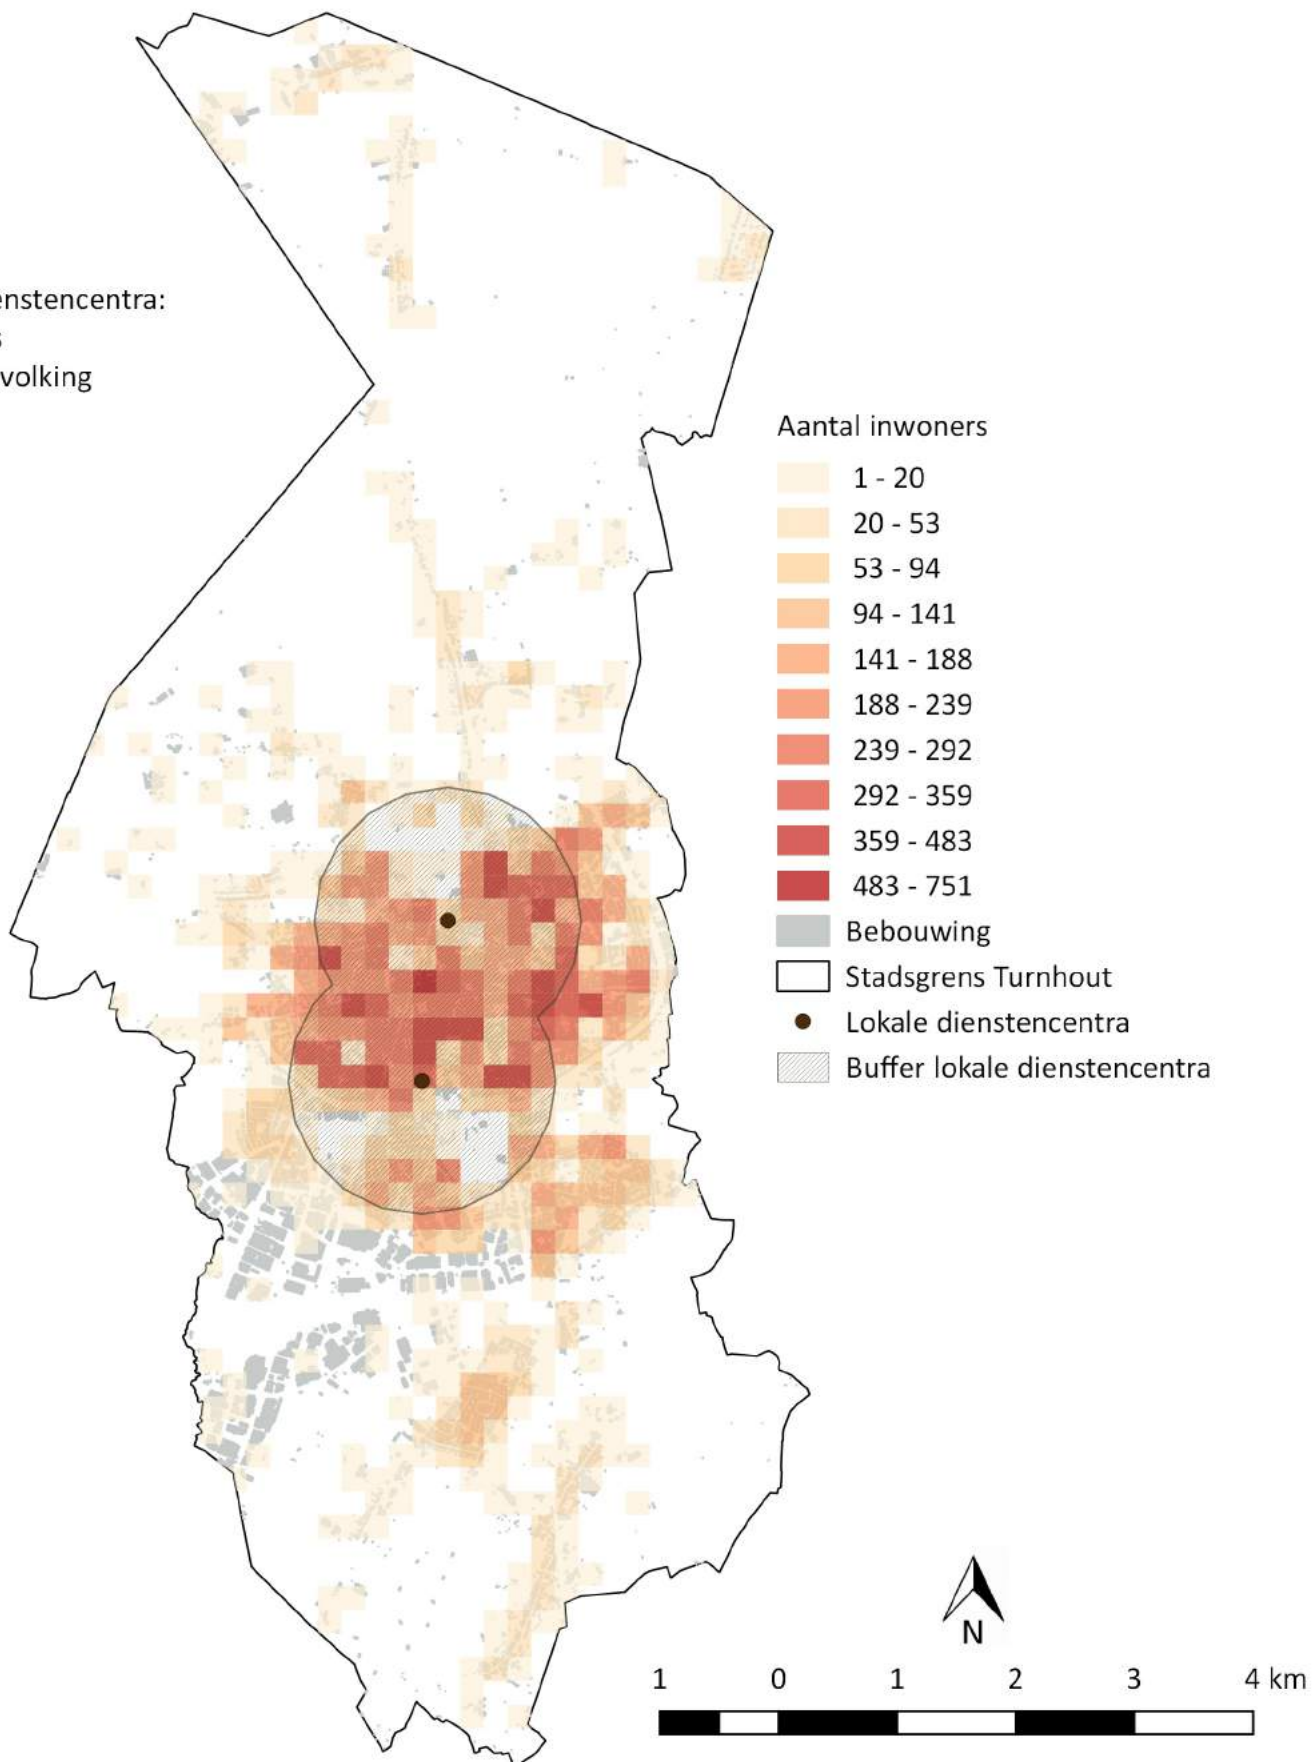 enstencentra:
s
volking
Aantal inwoners
1 - 20
20 - 53
53 - 94
94 - 141
141 - 188
188 - 239
239 - 292
292 - 359
359 - 483
483 - 751
Bebouwing
Stadsgrens Turnhout
Lokale dienstencentra
Buffer lokale dienstencentra
N
1 0 1 2 3 4 km